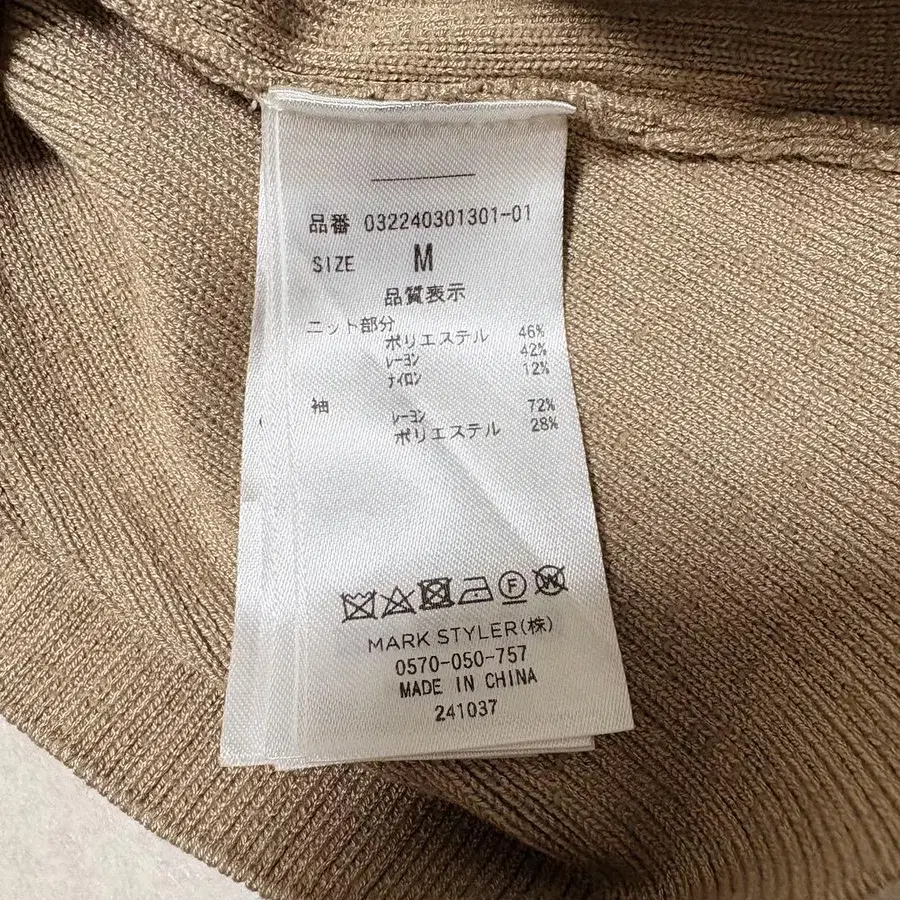 品番 032240301301-01
SIZE M
品質表示
ニット部分
ポリエステル 46%
レーヨン 42%
ナイロン 12%
袖
レーヨン 72%
ポリエステル 28%
F W
MARK STYLER(株)
0570-050-757
MADE IN CHINA
241037